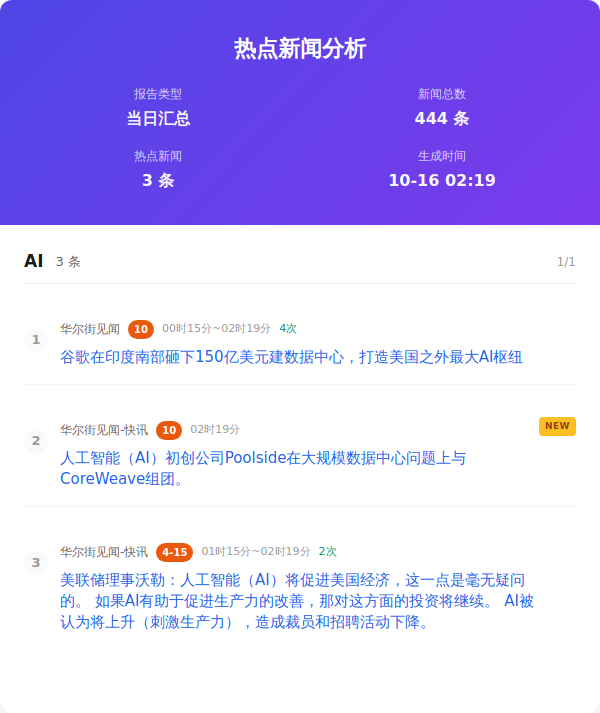 热点新闻分析
报告类型
当日汇总
新闻总数
444 条
热点新闻
3 条
生成时间
10-16 02:19
AI 3 条 1/1
1 华尔街见闻 10 00时15分~02时19分 4次
谷歌在印度南部砸下150亿美元建数据中心，打造美国之外最大AI枢纽
2 华尔街见闻-快讯 10 02时19分 NEW
人工智能（AI）初创公司Poolside在大规模数据中心问题上与
CoreWeave组团。
3 华尔街见闻-快讯 4-15 01时15分~02时19分 2次
美联储理事沃勒：人工智能（AI）将促进美国经济，这一点是毫无疑问
的。 如果AI有助于促进生产力的改善，那对这方面的投资将继续。 AI被
认为将上升（刺激生产力），造成裁员和招聘活动下降。